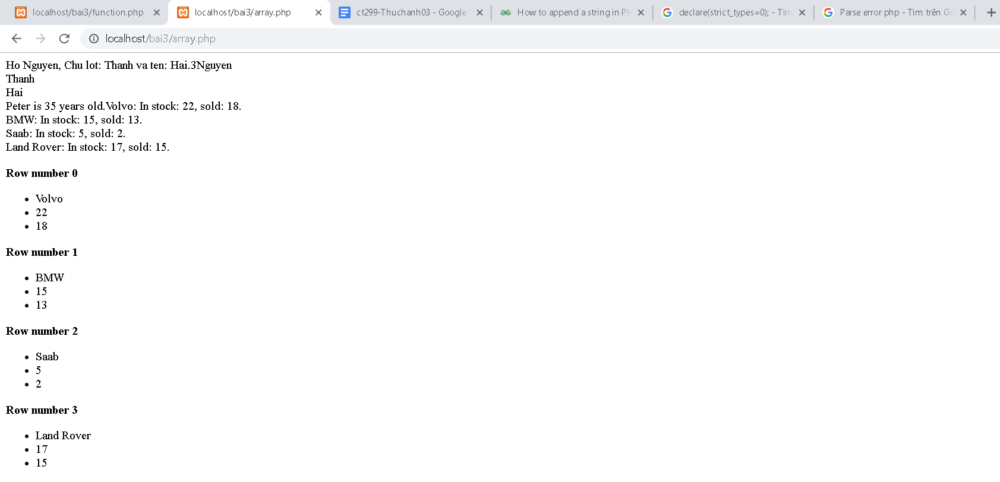 localhost/bai3/function.php
localhost/bai3/array.php
ct299-Thuchanh03 - Google
How to append a string in PH
declare(strict_types=0); - Tìm
Parse error php - Tìm trên Go
localhost/bai3/array.php
Ho Nguyen, Chu lot: Thanh va ten: Hai.3Nguyen
Thanh
Hai
Peter is 35 years old.Volvo: In stock: 22, sold: 18.
BMW: In stock: 15, sold: 13.
Saab: In stock: 5, sold: 2.
Land Rover: In stock: 17, sold: 15.
Row number 0
• Volvo
• 22
• 18
Row number 1
• BMW
• 15
• 13
Row number 2
• Saab
• 5
• 2
Row number 3
• Land Rover
• 17
• 15